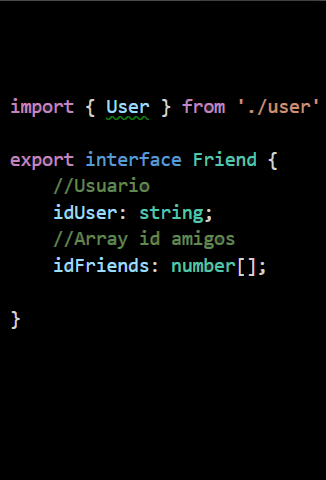 import { User } from './user'
export interface Friend {
//Usuario
idUser: string;
//Array id amigos
idFriends: number[];
}